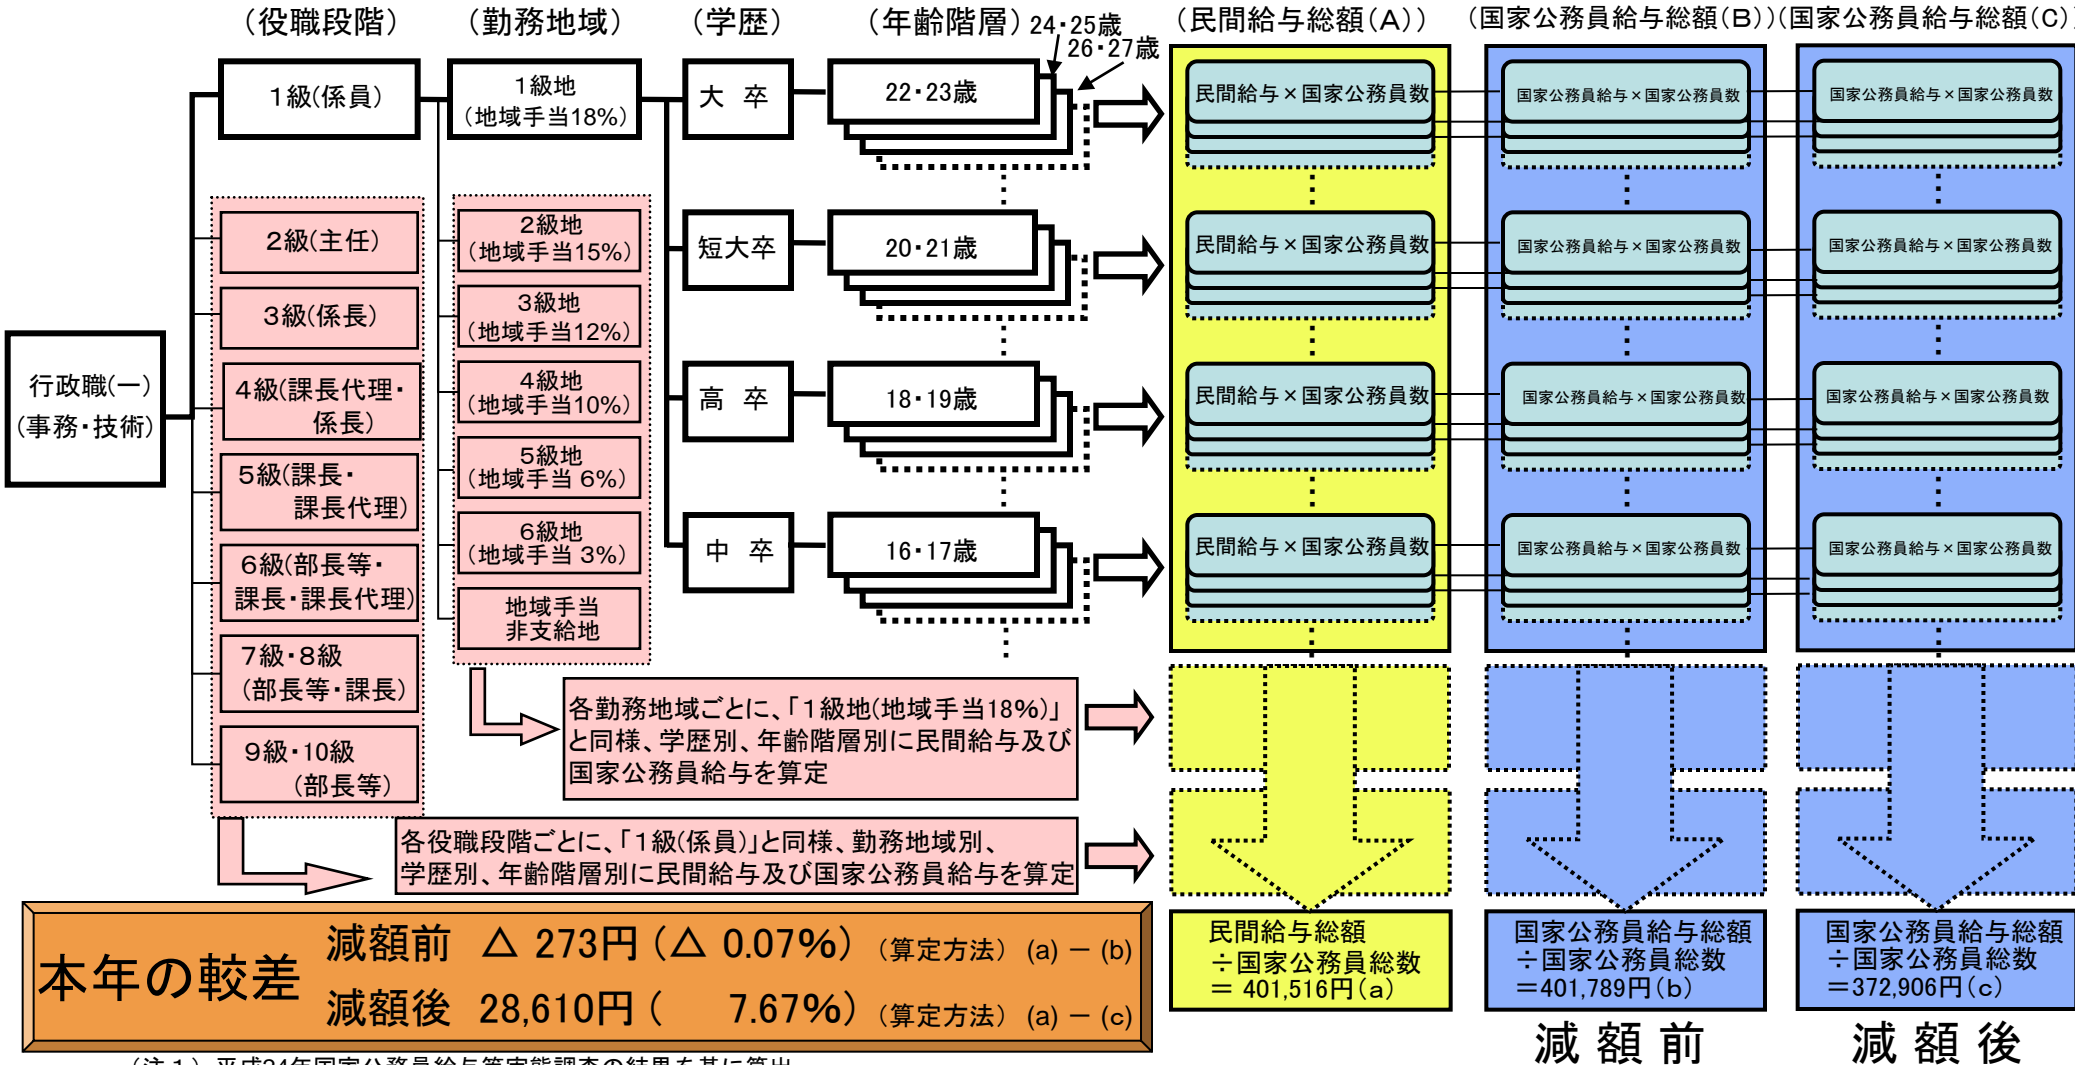 （役職段階）
（勤務地域）
（学歴）
（年齢階層）
24・25歳
26・27歳
（民間給与総額（A））
（国家公務員給与総額（B））
（国家公務員給与総額（C）
行政職(一)
(事務・技術)
1級(係員)
2級(主任)
3級(係長)
4級(課長代理・
係長)
5級(課長・
課長代理)
6級(部長等・
課長・課長代理)
7級・8級
(部長等・課長)
9級・10級
(部長等)
1級地
(地域手当18%)
2級地
(地域手当15%)
3級地
(地域手当12%)
4級地
(地域手当10%)
5級地
(地域手当 6%)
6級地
(地域手当 3%)
地域手当
非支給地
大 卒
短大卒
高 卒
中 卒
22・23歳
20・21歳
18・19歳
16・17歳
民間給与×国家公務員数
国家公務員給与×国家公務員数
国家公務員給与×国家公務員数
民間給与×国家公務員数
国家公務員給与×国家公務員数
国家公務員給与×国家公務員数
民間給与×国家公務員数
国家公務員給与×国家公務員数
国家公務員給与×国家公務員数
民間給与×国家公務員数
国家公務員給与×国家公務員数
国家公務員給与×国家公務員数
各勤務地域ごとに、「1級地(地域手当18%)」
と同様、学歴別、年齢階層別に民間給与及び
国家公務員給与を算定
各役職段階ごとに、「1級(係員)」と同様、勤務地域別、
学歴別、年齢階層別に民間給与及び国家公務員給与を算定
本年の較差
減額前 △ 273円（△ 0.07%）（算定方法）(a) － (b)
減額後 28,610円（ 7.67%）（算定方法）(a) － (c)
民間給与総額
÷国家公務員総数
＝ 401,516円(a)
国家公務員給与総額
÷国家公務員総数
＝401,789円(b)
国家公務員給与総額
÷国家公務員総数
＝372,906円(c)
減額前
減額後
（注１）平成24年国家公務員給与等実態調査の結果を基に算出